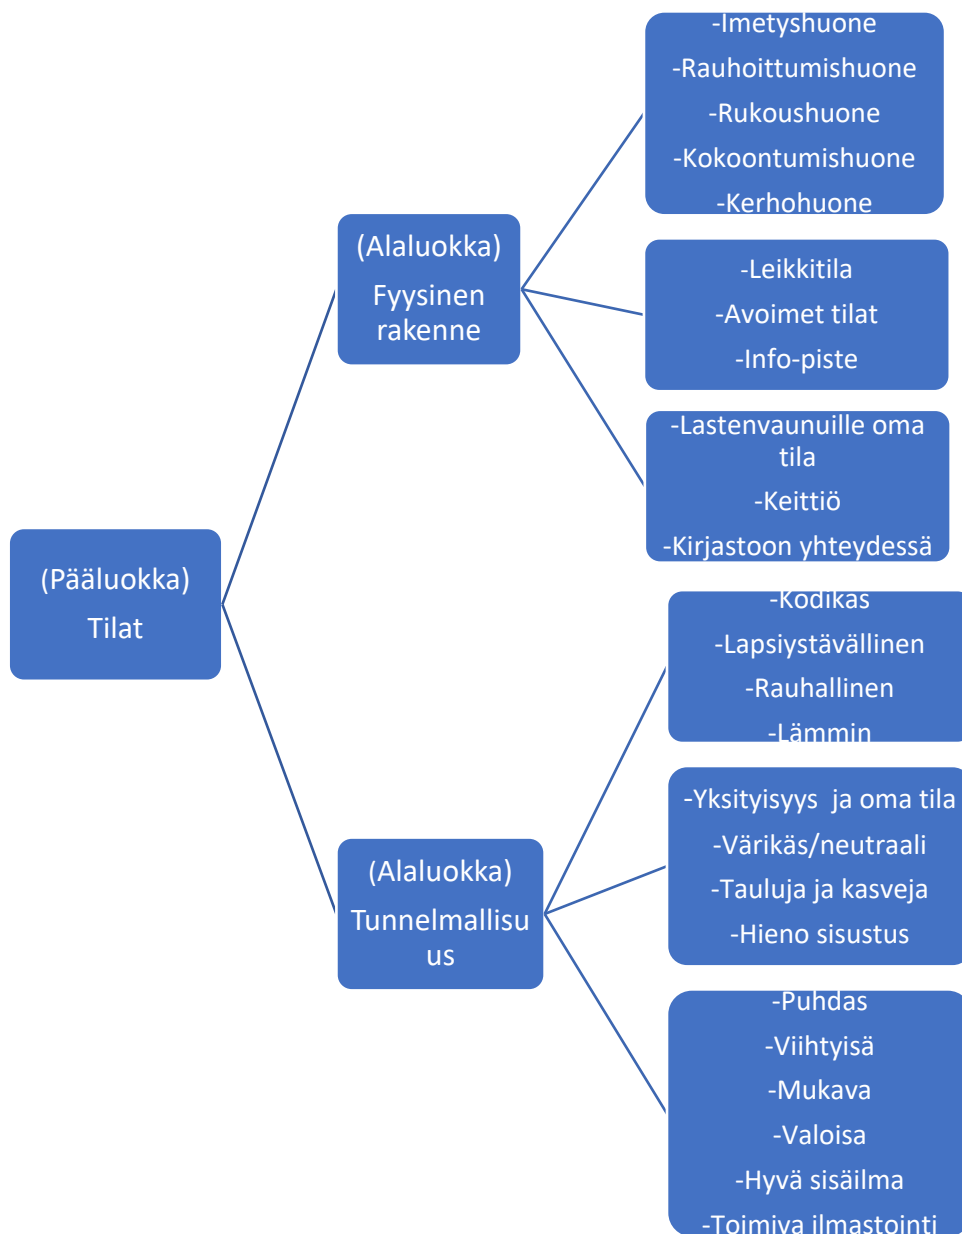 (Pääluokka)
Tilat
(Alaluokka)
Fyysinen
rakenne
-Imetyshuone
-Rauhoittumishuone
-Rukoushuone
-Kokoontumishuone
-Kerhohuone
-Leikkitila
-Avoimet tilat
-Info-piste
-Lastenvaunuille oma
tila
-Keittiö
-Kirjastoon yhteydessä
(Alaluokka)
Tunnelmallisu
us
-Kodikas
-Lapsiystävällinen
-Rauhallinen
-Lämmin
-Yksityisyys ja oma tila
-Värikäs/neutraali
-Tauluja ja kasveja
-Hieno sisustus
-Puhdas
-Viihtyisä
-Mukava
-Valoisa
-Hyvä sisäilma
-Toimiva ilmastointi